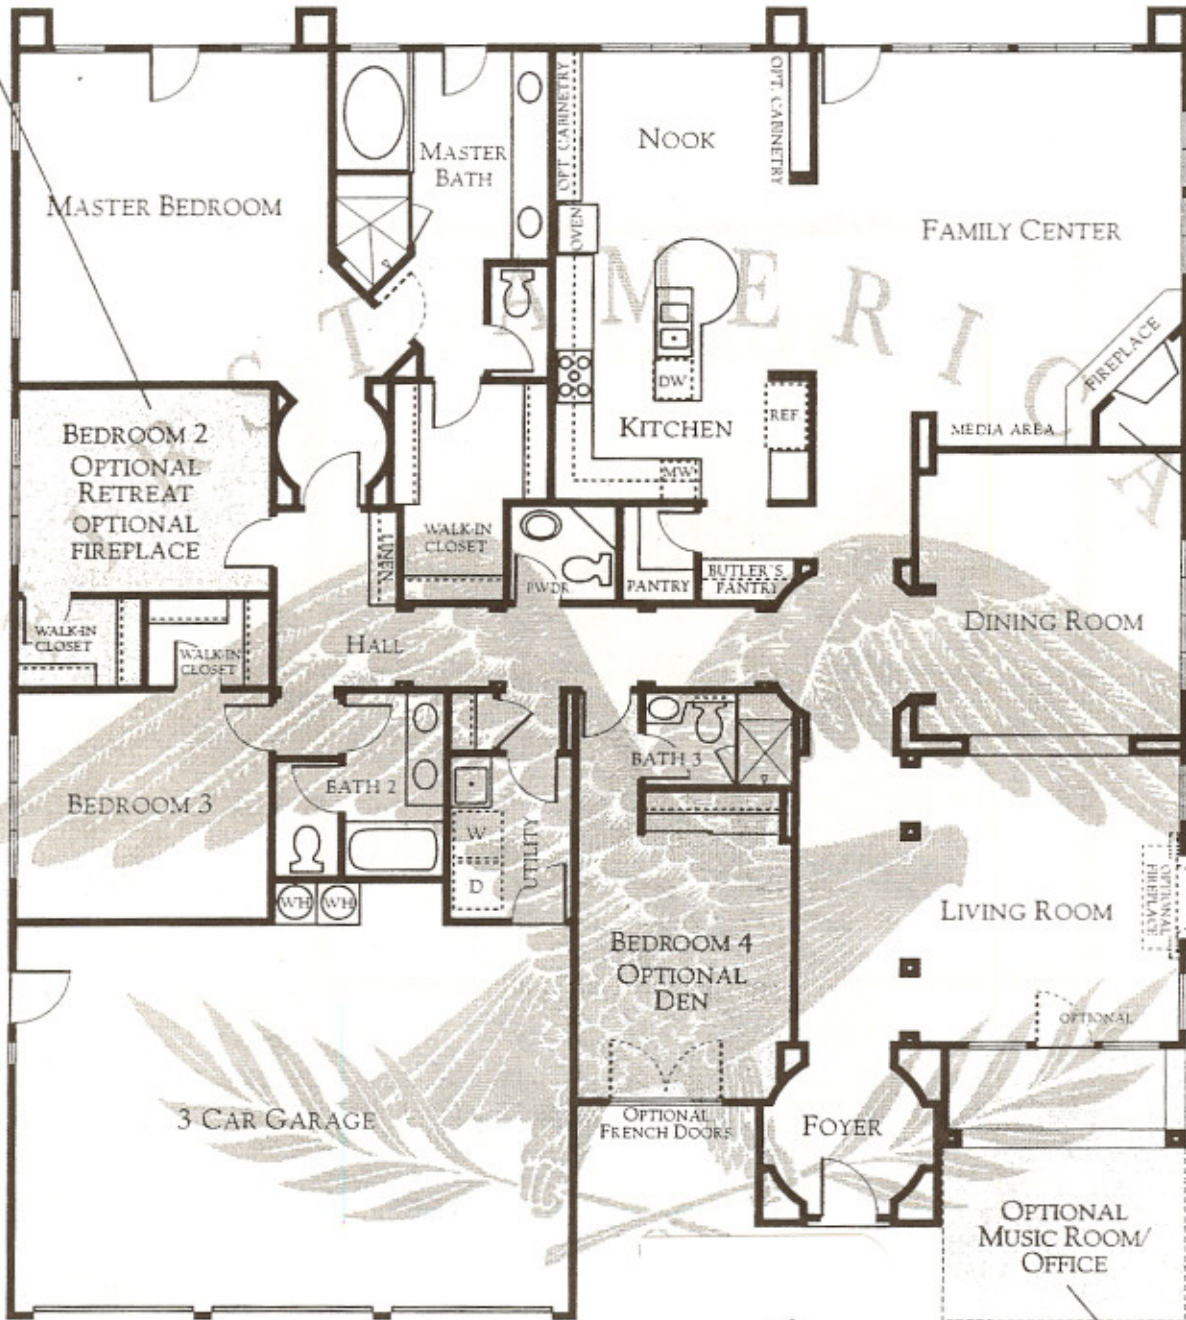 OPT. CABINETRY
OPT. CABINETRY
NOOK
MASTER
BATH
MASTER BEDROOM
OVEN
FAMILY CENTER
AMERICA
FIREPLACE
DW
REF
KITCHEN
MEDIA AREA
MW
BEDROOM 2
OPTIONAL
RETREAT
OPTIONAL
FIREPLACE
WALK-IN
CLOSET
LINEN
PWDR
PANTRY
BUTLER'S
PANTRY
WALK-IN
CLOSET
WALK-IN
CLOSET
HALL
DINING ROOM
BATH 3
BATH 2
BEDROOM 3
W
D
UTILITY
WH
WH
OPTIONAL
FIREPLACE
LIVING ROOM
BEDROOM 4
OPTIONAL
DEN
OPTIONAL
3 CAR GARAGE
OPTIONAL
FRENCH DOORS
FOYER
OPTIONAL
MUSIC ROOM/
OFFICE